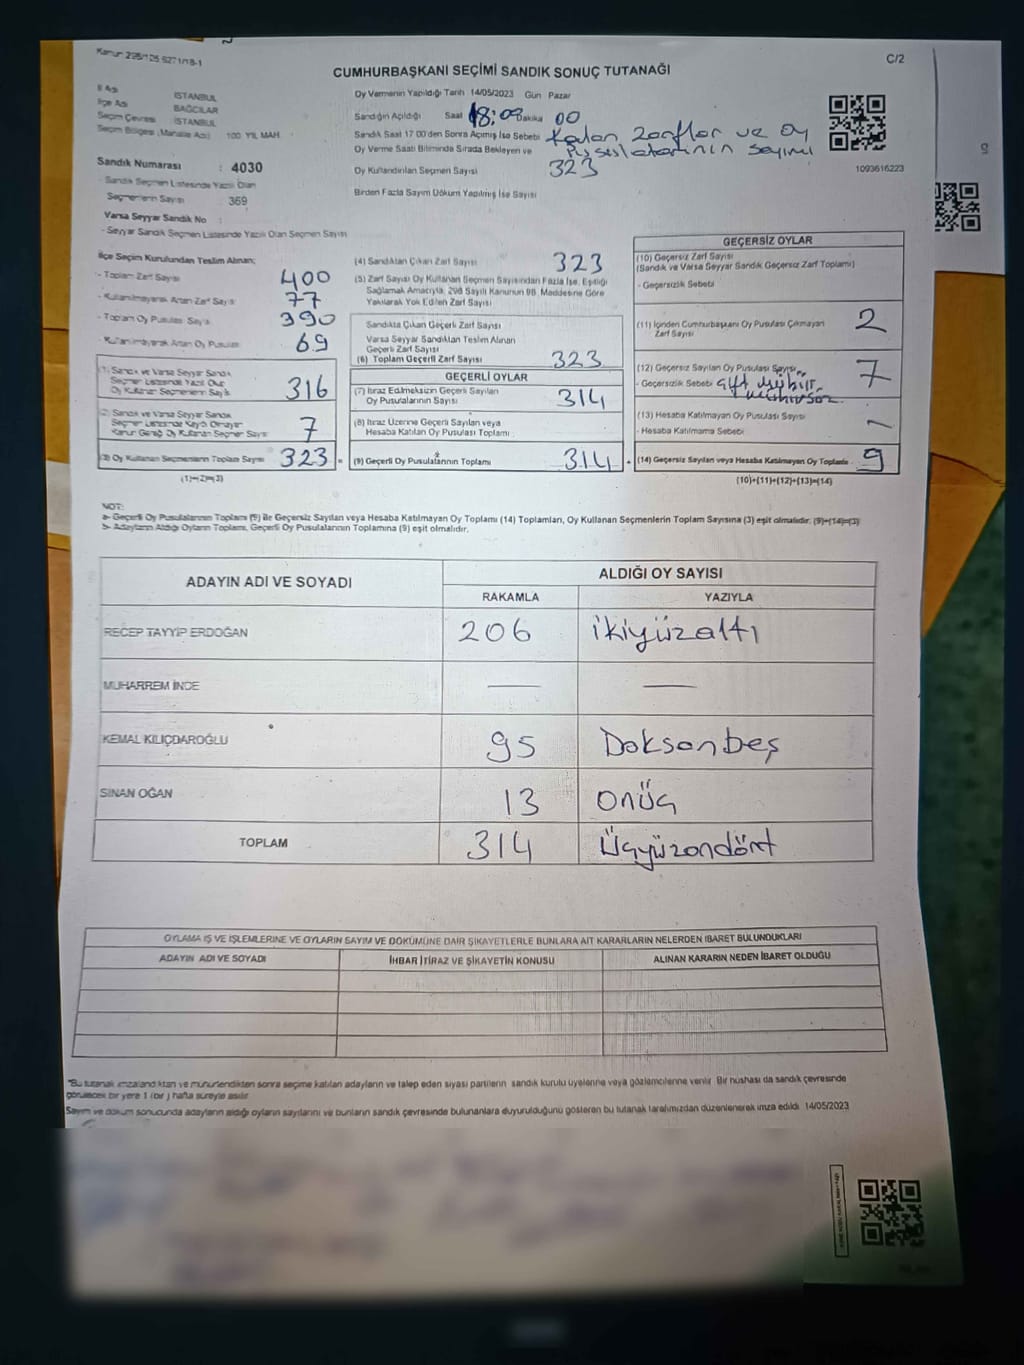 Kanun 298/105 6271/18-1
C/2
CUMHURBAŞKANI SEÇİMİ SANDIK SONUÇ TUTANAĞI
İl Adı İSTANBUL
İlçe Adı BAĞCILAR
Seçim Çevresi İSTANBUL
Seçim Bölgesi (Mahalle Adı) 100. YIL MAH
Sandık Numarası : 4030
- Sandık Seçmen Listesinde Yazılı Olan
Seçmenlerin Sayısı 369
Varsa Seyyar Sandık No :
- Seyyar Sandık Seçmen Listesinde Yazılı Olan Seçmen Sayısı
Oy Vermenin Yapıldığı Tarih 14/05/2023 Gün Pazar
Sandığın Açıldığı Saat 18:09 Dakika 00
Sandık Saat 17.00'den Sonra Açımış İse Sebebi Kalan zarflar ve oy
Oy Verme Saati Bitiminde Sırada Bekleyen ve pusulalarının sayımı
Oy Kullandırılan Seçmen Sayısı 323
Birden Fazla Sayım Döküm Yapılmış İse Sayısı
1093616223
İlçe Seçim Kurulundan Teslim Alınan;
- Toplam Zarf Sayısı 400
- Kullanılmayarak Artan Zarf Sayısı 77
- Toplam Oy Pusulası Sayısı 390
- Kullanılmayarak Artan Oy Pusulası 69
(1) Sandık ve Varsa Seyyar Sandık
Seçmen Listesinde Yazılı Olup
Oy Kullanan Seçmenlerin Sayısı 316
(2) Sandık ve Varsa Seyyar Sandık
Seçmen Listesinde Kayıtlı Olmayıp
Kanun Gereği Oy Kullanan Seçmen Sayısı 7
(3) Oy Kullanan Seçmenlerin Toplam Sayısı 323 =
(1)+(2)=(3)
(4) Sandıktan Çıkan Zarf Sayısı 323
(5) Zarf Sayısı Oy Kullanan Seçmen Sayısından Fazla İse, Eşitliği
Sağlamak Amacıyla, 298 Sayılı Kanunun 98. Maddesine Göre
Yakılarak Yok Edilen Zarf Sayısı
Sandıkta Çıkan Geçerli Zarf Sayısı
Varsa Seyyar Sandıktan Teslim Alınan
Geçerli Zarf Sayısı
(6) Toplam Geçerli Zarf Sayısı 323
GEÇERLİ OYLAR
(7) İtiraz Edilmeksizin Geçerli Sayılan
Oy Pusulalarının Sayısı 314
(8) İtiraz Üzerine Geçerli Sayılan veya
Hesaba Katılan Oy Pusulası Toplamı
(9) Geçerli Oy Pusulalarının Toplamı 314 +
GEÇERSİZ OYLAR
(10) Geçersiz Zarf Sayısı
(Sandık ve Varsa Seyyar Sandık Geçersiz Zarf Toplamı)
- Geçersizlik Sebebi
(11) İçinden Cumhurbaşkanı Oy Pusulası Çıkmayan
Zarf Sayısı 2
(12) Geçersiz Sayılan Oy Pusulası Sayısı 7
- Geçersizlik Sebebi çift mühür
mühürsüz
(13) Hesaba Katılmayan Oy Pusulası Sayısı
- Hesaba Katılmama Sebebi
(14) Geçersiz Sayılan veya Hesaba Katılmayan Oy Toplamı 9
(10)+(11)+(12)+(13)=(14)
NOT:
a- Geçerli Oy Pusulalarının Toplamı (9) ile Geçersiz Sayılan veya Hesaba Katılmayan Oy Toplamı (14) Toplamları, Oy Kullanan Seçmenlerin Toplam Sayısına (3) eşit olmalıdır. (9)+(14)=(3)
b- Adayların Aldığı Oyların Toplamı, Geçerli Oy Pusulalarının Toplamına (9) eşit olmalıdır.
ADAYIN ADI VE SOYADI
ALDIĞI OY SAYISI
RAKAMLA YAZIYLA
RECEP TAYYİP ERDOĞAN 206 ikiyüzaltı
MUHARREM İNCE — —
KEMAL KILIÇDAROĞLU 95 Doksanbeş
SİNAN OĞAN 13 onüç
TOPLAM 314 Üçyüzondört
OYLAMA İŞ VE İŞLEMLERİNE VE OYLARIN SAYIM VE DÖKÜMÜNE DAİR ŞİKAYETLERLE BUNLARA AİT KARARLARIN NELERDEN İBARET BULUNDUKLARI
ADAYIN ADI VE SOYADI İHBAR İTİRAZ VE ŞİKAYETİN KONUSU ALINAN KARARIN NEDEN İBARET OLDUĞU
"Bu tutanak imzalandıktan ve mühürlendikten sonra seçime katılan adayların ve talep eden siyasi partilerin sandık kurulu üyelerine veya gözlemcilerine verilir. Bir nüshası da sandık çevresinde
görülecek bir yere 1 (bir) hafta süreyle asılır.
Sayım ve döküm sonucunda adayların aldığı oyların sayılarını ve bunların sandık çevresinde bulunanlara duyurulduğunu gösteren bu tutanak tarafımızdan düzenlenerek imza edildi. 14/05/2023